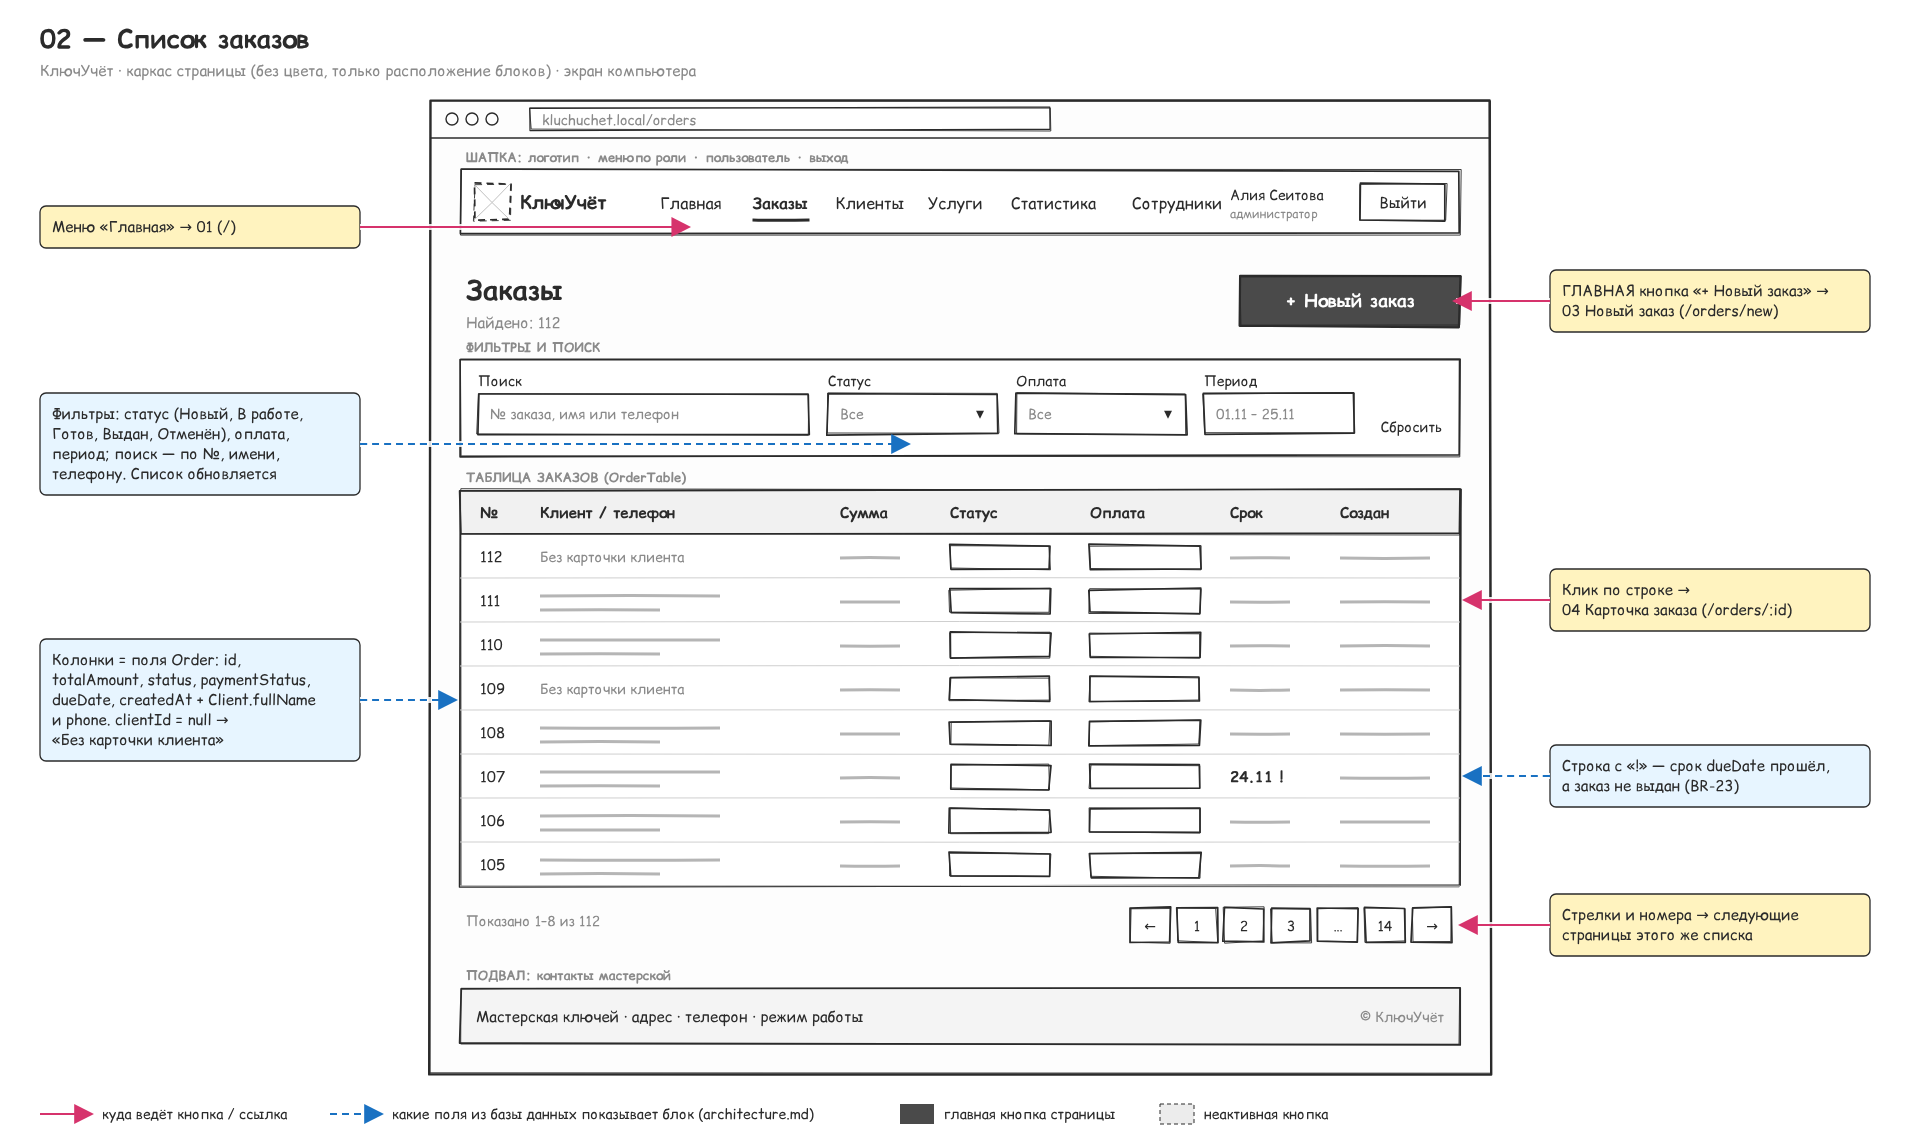 02 — Список заказов
КлючУчёт · каркас страницы (без цвета, только расположение блоков) · экран компьютера
kluchuchet.local/orders
ШАПКА: логотип · меню по роли · пользователь · выход
КлючУчёт Главная Заказы Клиенты Услуги Статистика Сотрудники Алия Сеитова
администратор
Выйти
Меню «Главная» → 01 (/)
Заказы
+ Новый заказ
ГЛАВНАЯ кнопка «+ Новый заказ» →
03 Новый заказ (/orders/new)
Найдено: 112
ФИЛЬТРЫ И ПОИСК
Поиск Статус Оплата Период
№ заказа, имя или телефон Все ▼ Все ▼ 01.11 – 25.11 Сбросить
Фильтры: статус (Новый, В работе,
Готов, Выдан, Отменён), оплата,
период; поиск — по №, имени,
телефону. Список обновляется
ТАБЛИЦА ЗАКАЗОВ (OrderTable)
№ Клиент / телефон Сумма Статус Оплата Срок Создан
112 Без карточки клиента
111
110
109 Без карточки клиента
108
107 24.11 !
106
105
Клик по строке →
04 Карточка заказа (/orders/:id)
Колонки = поля Order: id,
totalAmount, status, paymentStatus,
dueDate, createdAt + Client.fullName
и phone. clientId = null →
«Без карточки клиента»
Строка с «!» — срок dueDate прошёл,
а заказ не выдан (BR-23)
Показано 1–8 из 112
← 1 2 3 ... 14 →
Стрелки и номера → следующие
страницы этого же списка
ПОДВАЛ: контакты мастерской
Мастерская ключей · адрес · телефон · режим работы © КлючУчёт
куда ведёт кнопка / ссылка какие поля из базы данных показывает блок (architecture.md) главная кнопка страницы неактивная кнопка